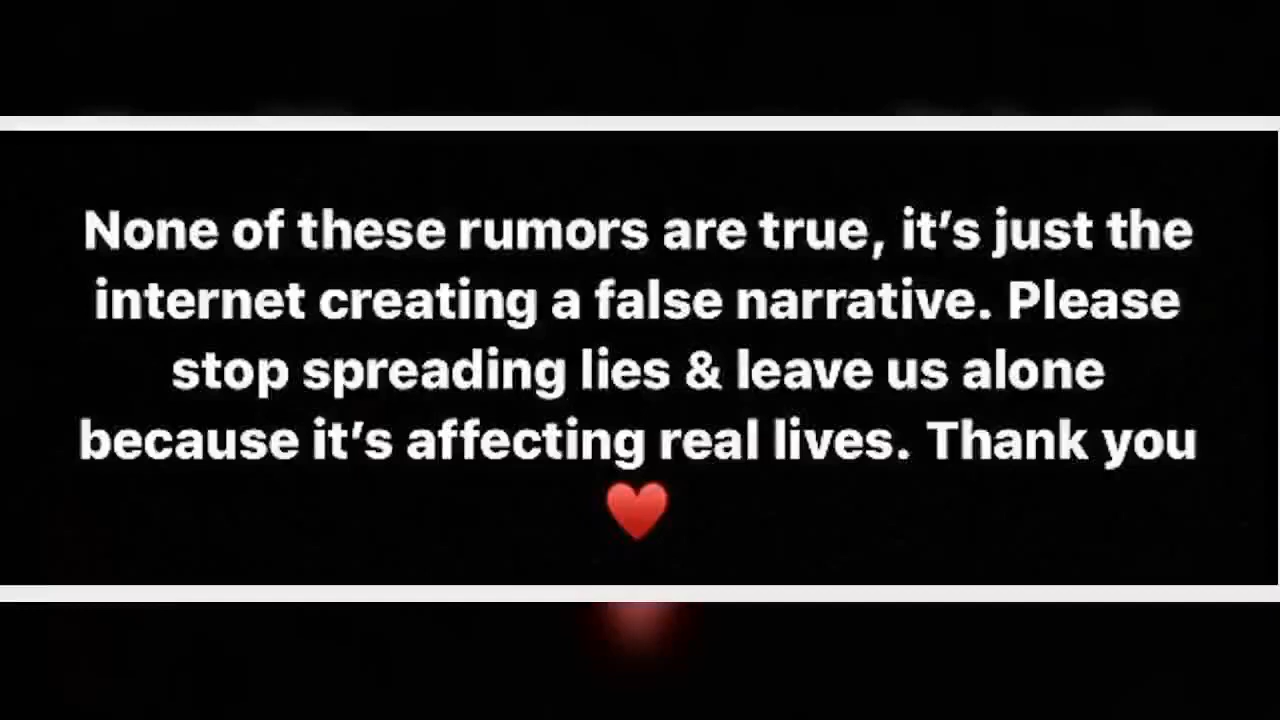 None of these rumors are true, it’s just the
internet creating a false narrative. Please
stop spreading lies & leave us alone
because it’s affecting real lives. Thank you
❤️